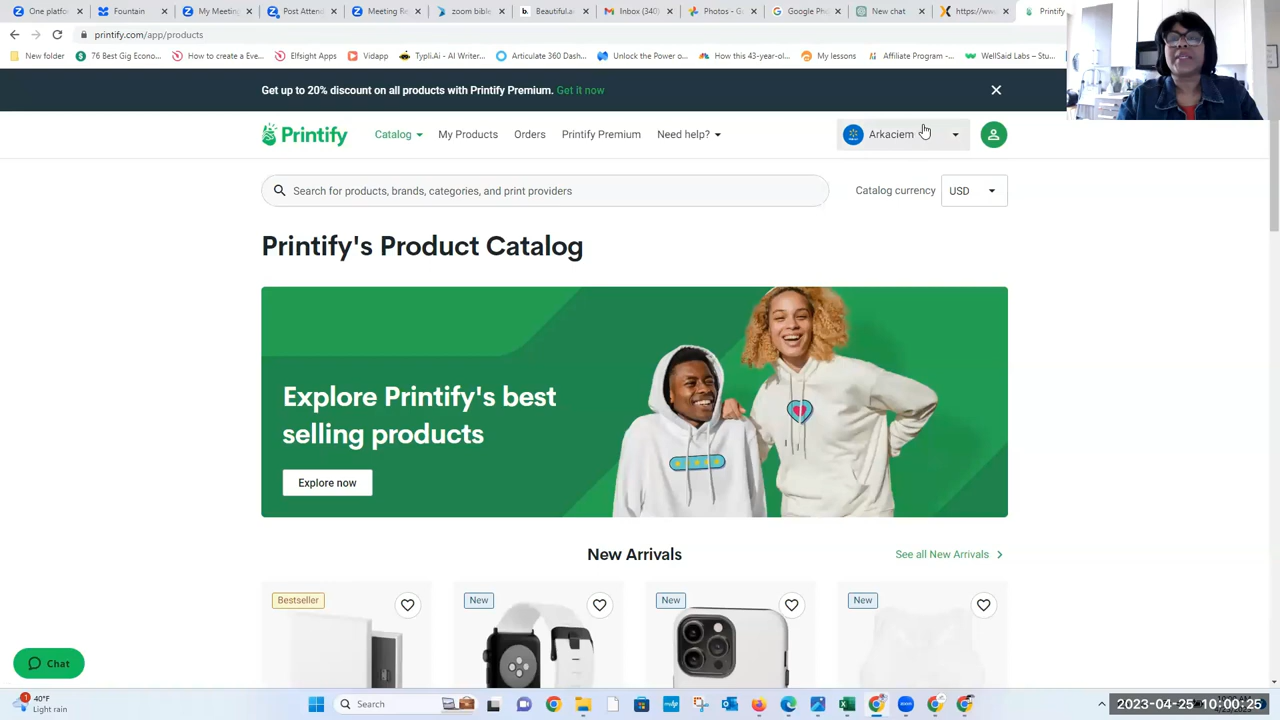 One platfo
Fountain
My Meeting
Post Attend
Meeting Re
zoom bible
Beautiful.a
Inbox (340)
Photos - G
Google Pho
New chat
https://ww
Printify
printify.com/app/products
New folder
76 Best Gig Econo...
How to create a Eve...
Elfsight Apps
Vidapp
Typli.Ai - AI Writer...
Articulate 360 Dash...
Unlock the Power o...
How this 43-year-ol...
My lessons
Affiliate Program -...
WellSaid Labs – Stu...
Get up to 20% discount on all products with Printify Premium. Get it now
Printify
Catalog
My Products
Orders
Printify Premium
Need help?
Arkaciem
Search for products, brands, categories, and print providers
Catalog currency
USD
Printify's Product Catalog
Explore Printify's best
selling products
Explore now
New Arrivals
See all New Arrivals
Bestseller
New
New
New
Chat
40°F
Light rain
Search
2023-04-25 10:00:25